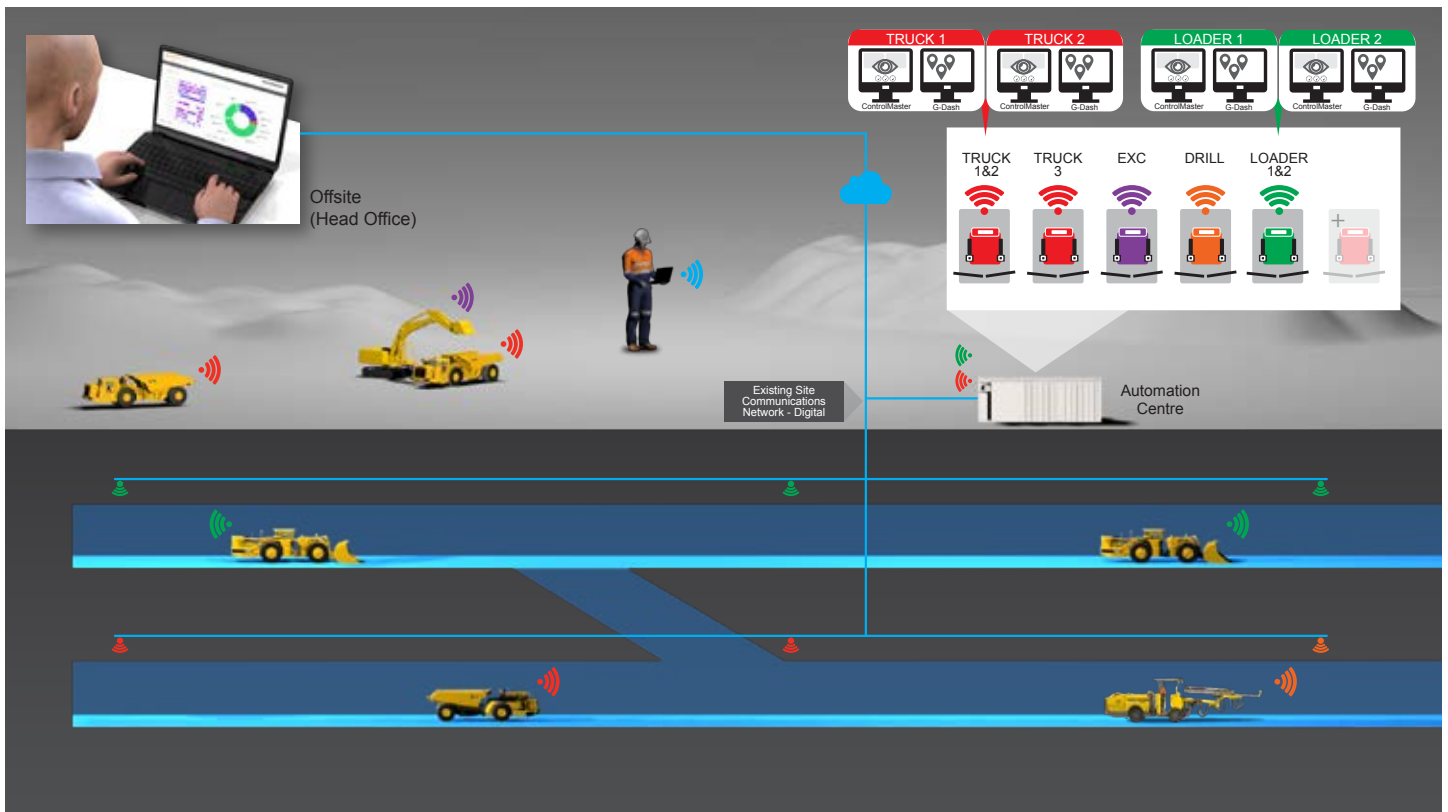 TRUCK 1
TRUCK 2
LOADER 1
LOADER 2
ControlMaster
G-Dash
ControlMaster
G-Dash
ControlMaster
G-Dash
ControlMaster
G-Dash
TRUCK
1&2
TRUCK
3
EXC
DRILL
LOADER
1&2
+
Offsite
(Head Office)
Existing Site
Communications
Network - Digital
Automation
Centre